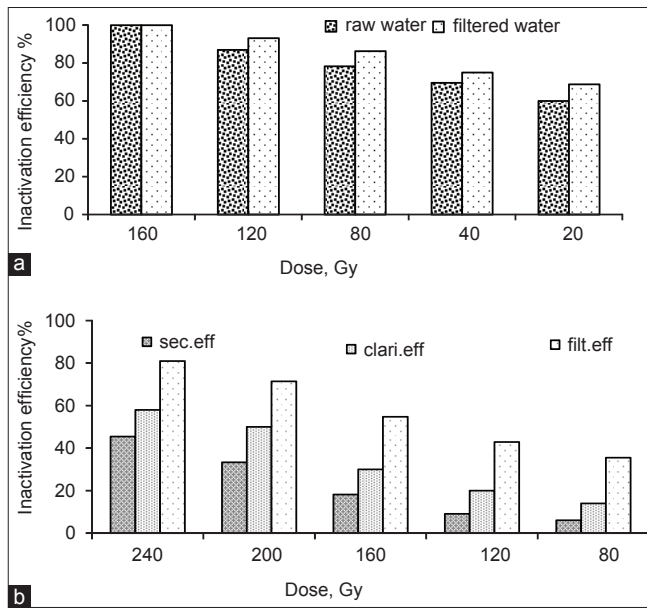 raw water filtered water
Inactivation efficiency %
100
80
60
40
20
0
160 120 80 40 20
Dose, Gy
a
sec.eff clari.eff filt.eff
Inactivation efficiency%
100
80
60
40
20
0
240 200 160 120 80
Dose, Gy
b